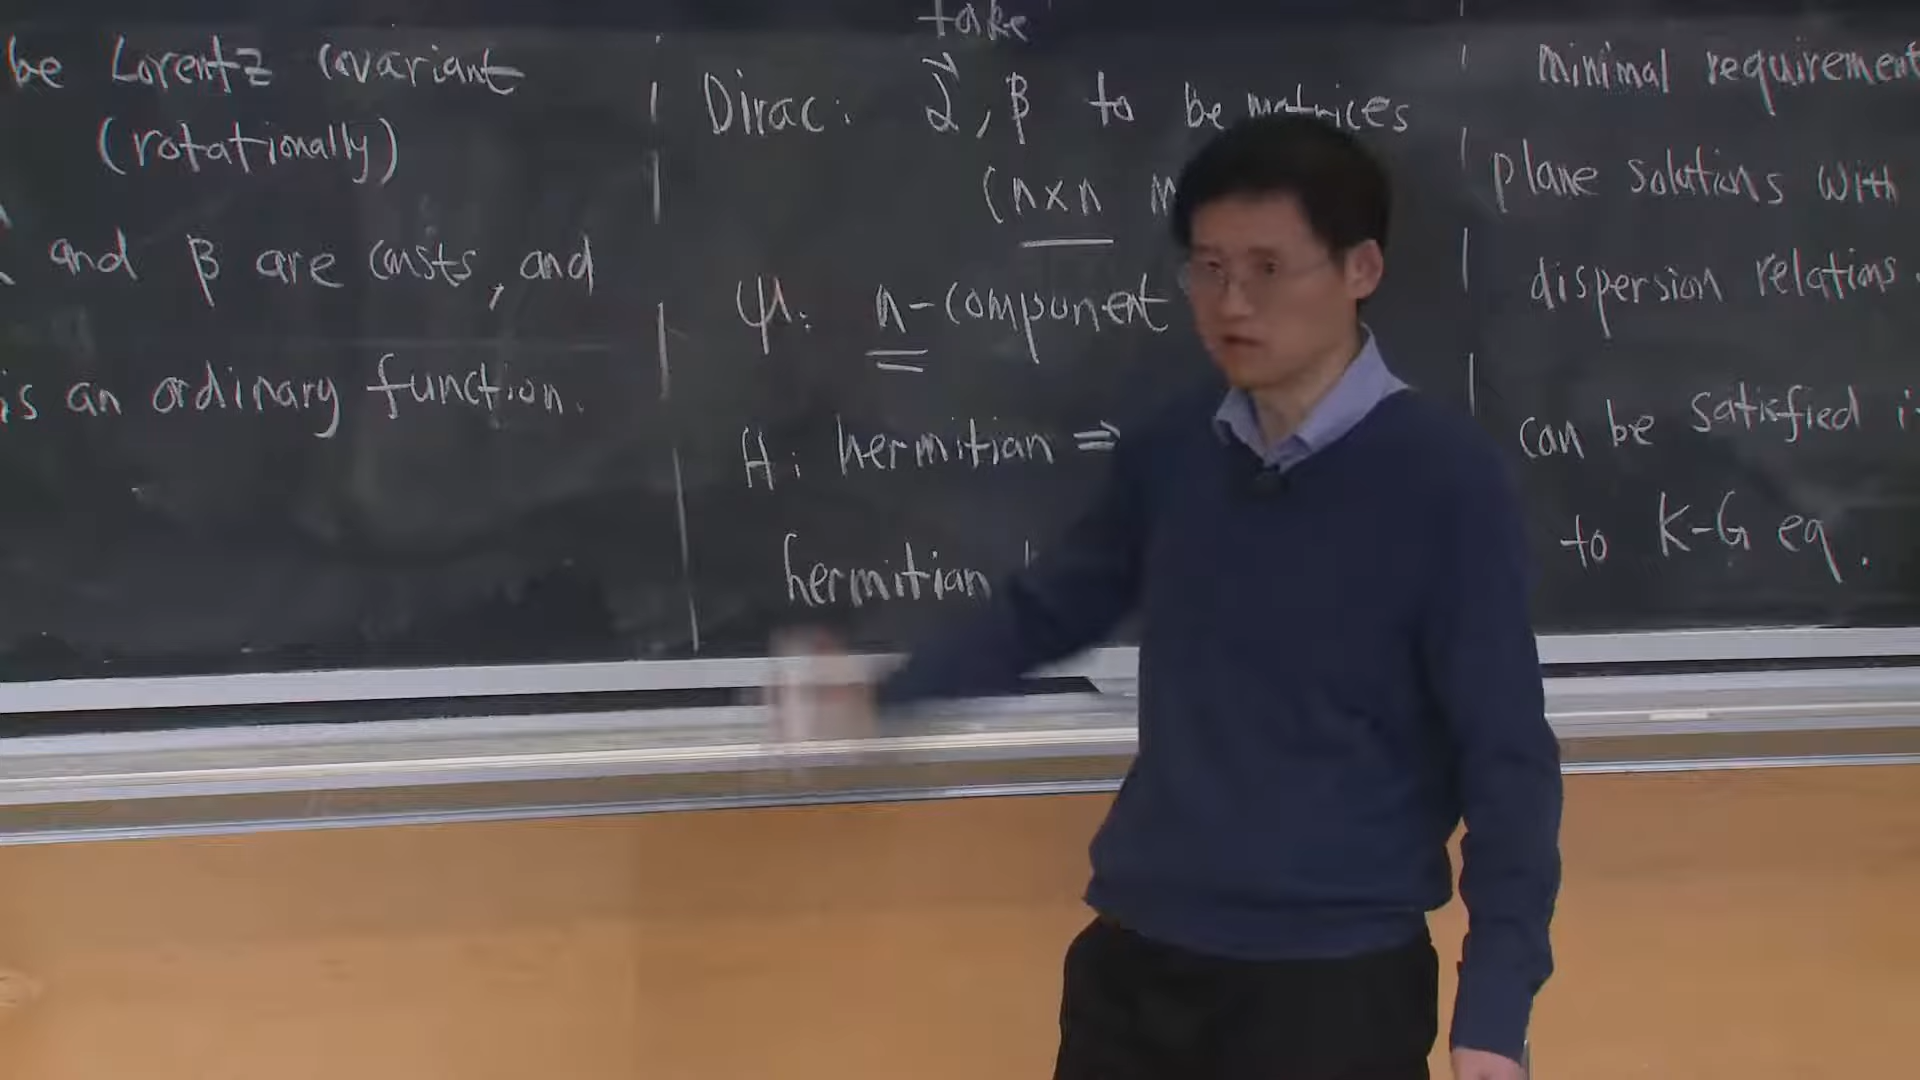 be Lorentz covariant
(rotationally)
and β are consts, and
is an ordinary function.
take
Dirac: α⃗, β to be matrices
(n×n
ψ: n-component
H: hermitian ⇒
hermitian
minimal requirement
plane solutions with
dispersion relations.
can be satisfied
to K-G eq.